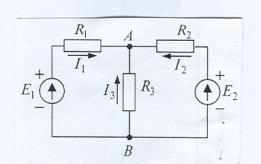 R1 A R2
+ I1 I2 +
E1 I3 R3 E2
− −
B